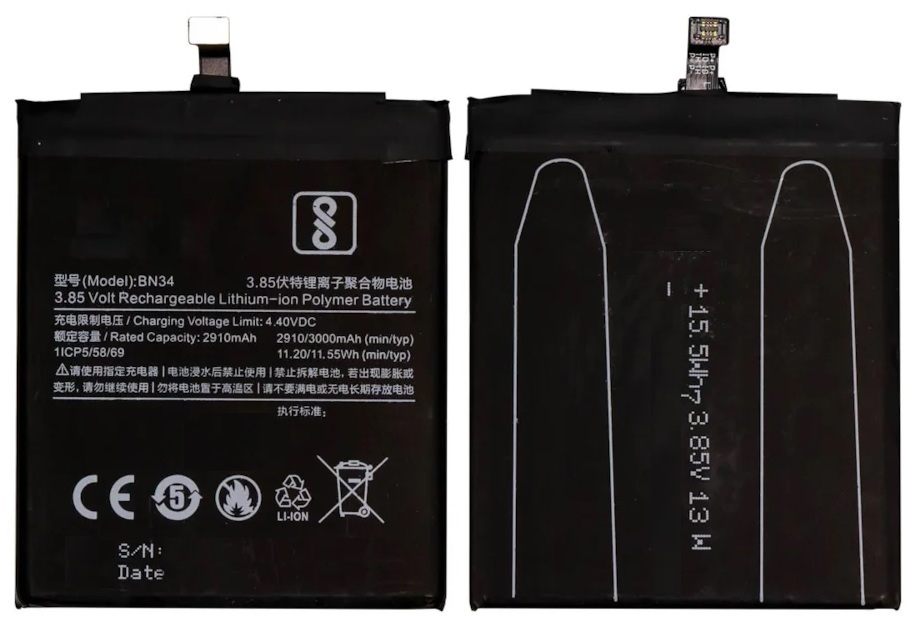 型号(Model):BN34 3.85伏特锂离子聚合物电池
3.85 Volt Rechargeable Lithium-ion Polymer Battery
充电限制电压 / Charging Voltage Limit: 4.40VDC
额定容量 / Rated Capacity: 2910mAh 2910/3000mAh (min/typ)
1ICP5/58/69 11.20/11.55Wh (min/typ)
⚠请使用指定充电器 | 电池浸水后禁止使用 | 禁止拆解电池，若出现膨胀或
变形，请勿继续使用 | 勿将电池置于高温区 | 请不要满电或无电长期存放电池
执行标准：
CE 5
LI-ION
S/N:
Date
+15.5Wh 3.85V 13